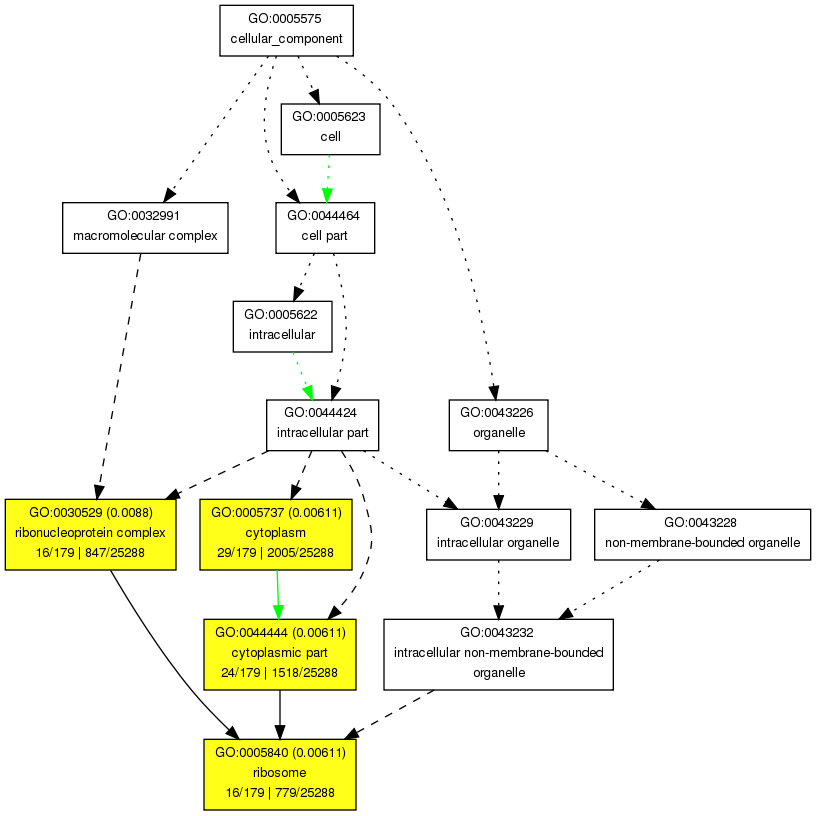 GO:0005575
cellular_component
GO:0005623
cell
GO:0032991
macromolecular complex
GO:0044464
cell part
GO:0005622
intracellular
GO:0044424
intracellular part
GO:0043226
organelle
GO:0030529 (0.0088)
ribonucleoprotein complex
16/179 | 847/25288
GO:0005737 (0.00611)
cytoplasm
29/179 | 2005/25288
GO:0043229
intracellular organelle
GO:0043228
non-membrane-bounded organelle
GO:0044444 (0.00611)
cytoplasmic part
24/179 | 1518/25288
GO:0043232
intracellular non-membrane-bounded
organelle
GO:0005840 (0.00611)
ribosome
16/179 | 779/25288